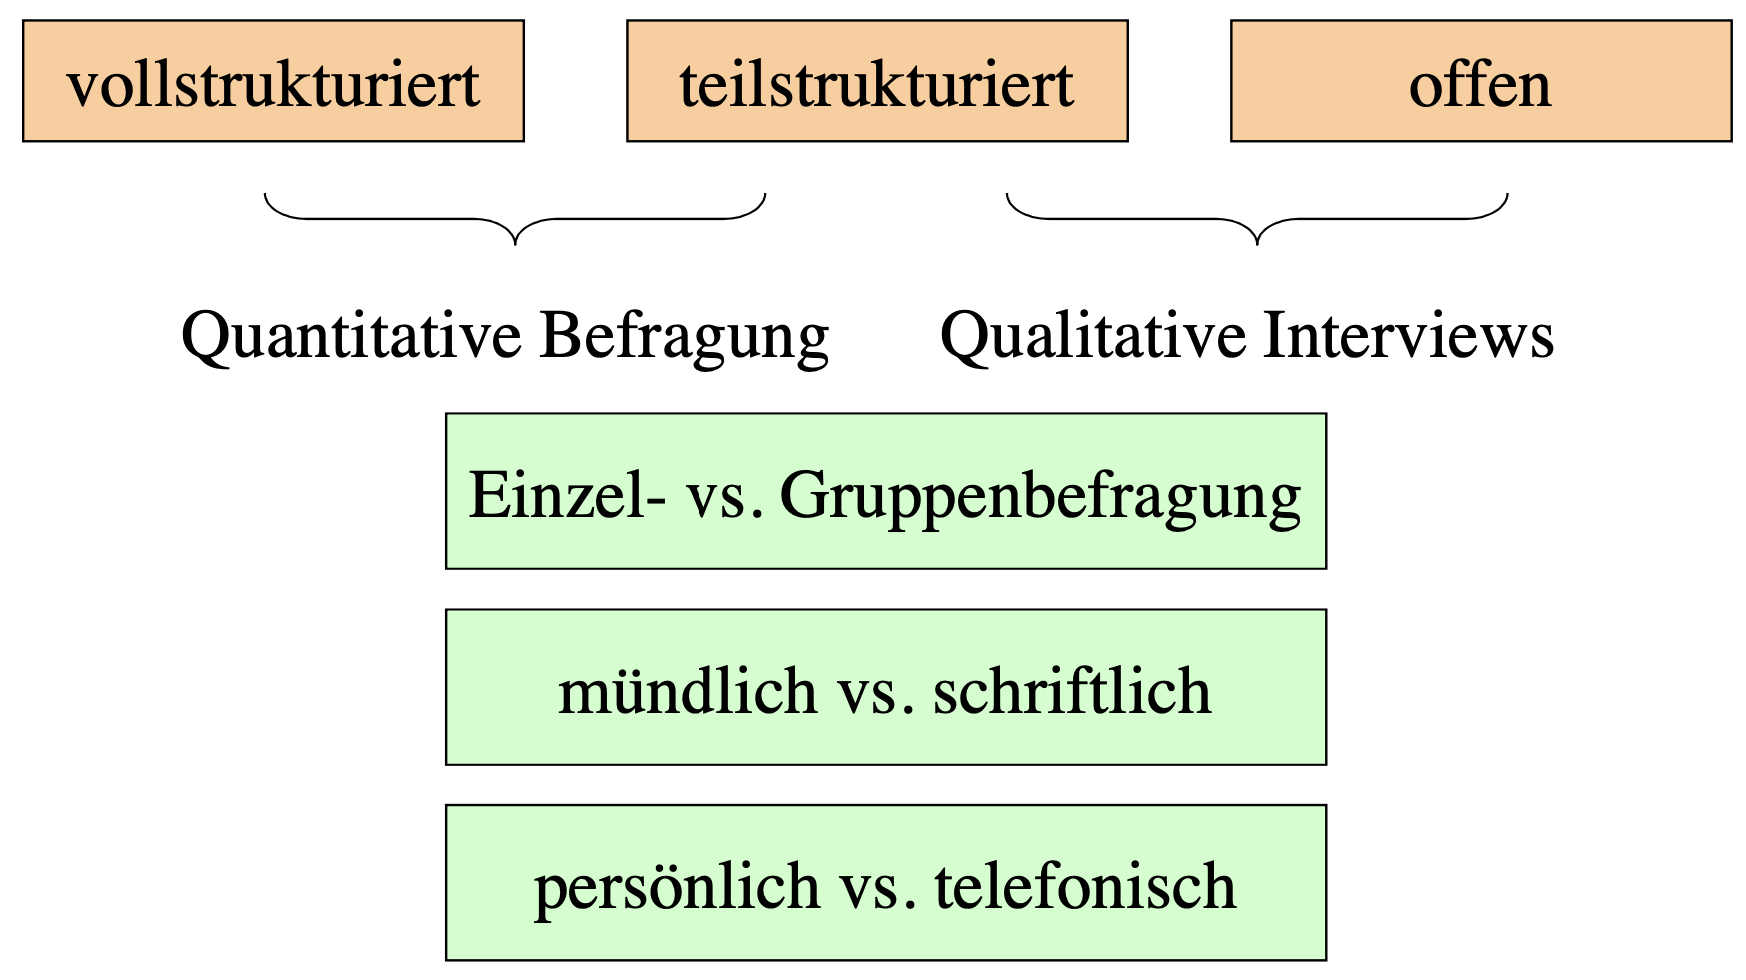 vollstrukturiert
teilstrukturiert
offen
Quantitative Befragung
Qualitative Interviews
Einzel- vs. Gruppenbefragung
mündlich vs. schriftlich
persönlich vs. telefonisch